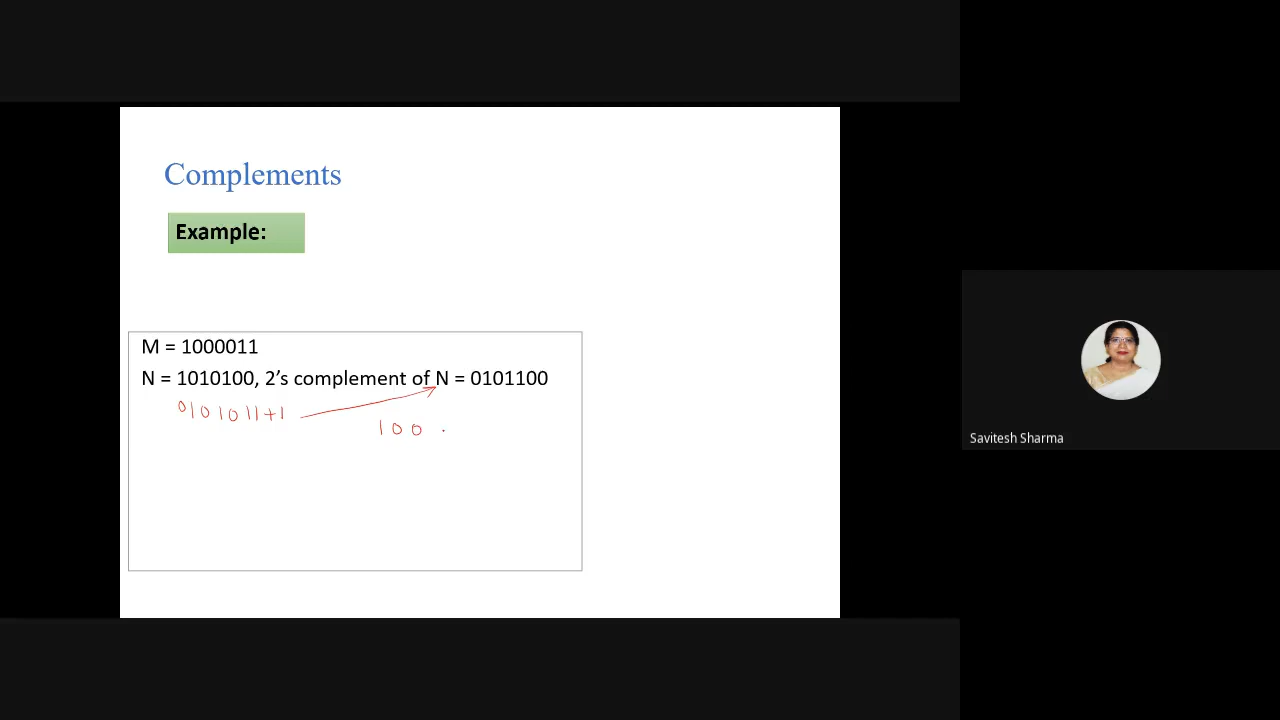 Complements
Example:
M = 1000011
N = 1010100, 2’s complement of N = 0101100
0101011+1
100
Savitesh Sharma